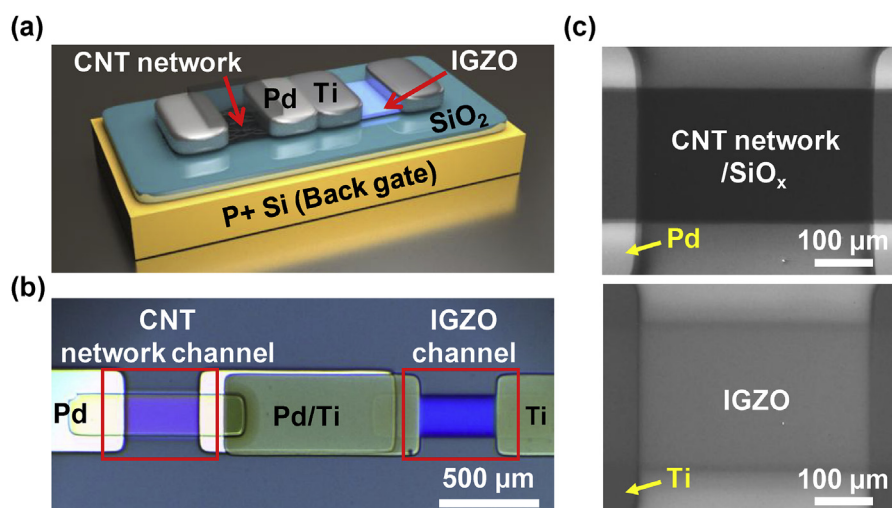 (a)
CNT network
IGZO
Pd
Ti
SiO₂
P+ Si (Back gate)
(b)
CNT
network channel
IGZO
channel
Pd
Pd/Ti
Ti
500 µm
(c)
CNT network
/SiOₓ
Pd
100 µm
IGZO
Ti
100 µm